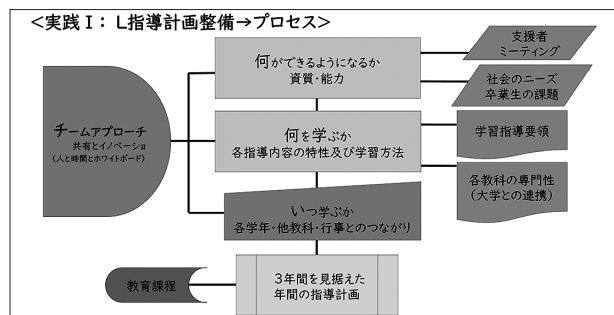 <実践Ⅰ: L指導計画整備→プロセス>
チームアプローチ
共有とイノベーショ
(人と時間とホワイトボード)
何ができるようになるか
資質・能力
支援者
ミーティング
社会のニーズ
卒業生の課題
何を学ぶか
各指導内容の特性及び学習方法
学習指導要領
各教科の専門性
(大学との連携)
いつ学ぶか
各学年・他教科・行事とのつながり
教育課程
3年間を見据えた
年間の指導計画